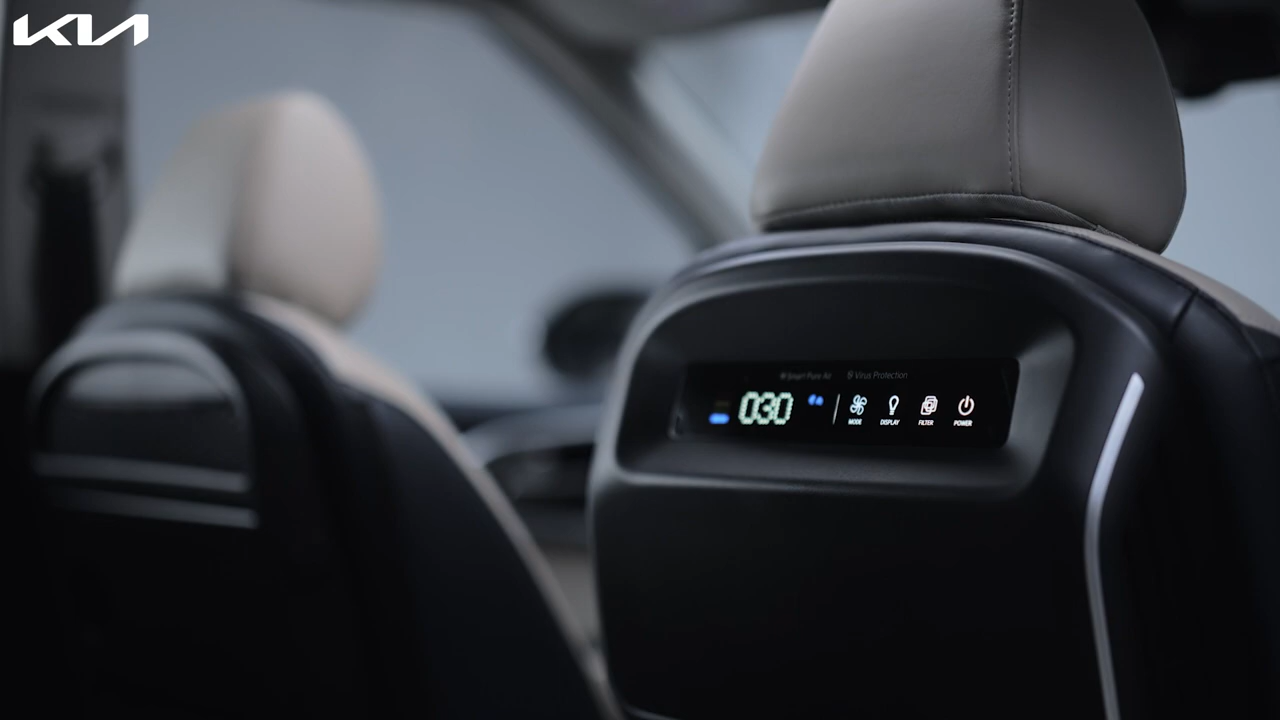 KIA
Smart Pure Air
Virus Protection
030
MODE
DISPLAY
FILTER
POWER